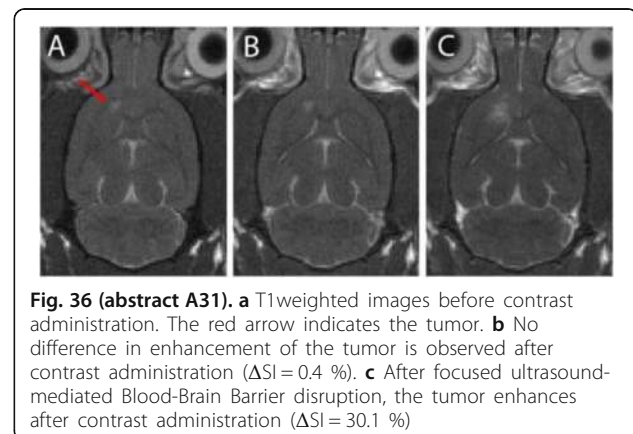 A
B
C
Fig. 36 (abstract A31). a T1weighted images before contrast
administration. The red arrow indicates the tumor. b No
difference in enhancement of the tumor is observed after
contrast administration (ΔSI = 0.4 %). c After focused ultrasound-
mediated Blood-Brain Barrier disruption, the tumor enhances
after contrast administration (ΔSI = 30.1 %)